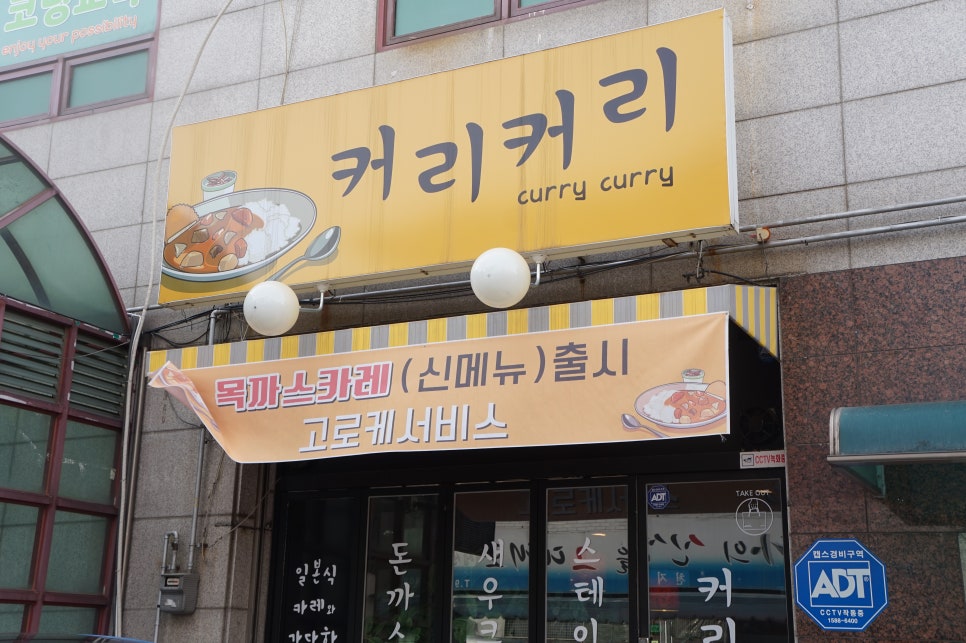 enjoy your possibility
커리커리
curry curry
목까스카레 (신메뉴) 출시
고로케서비스
CCTV녹화중
ADT
TAKE OUT
일본식
카레와
돈까스
새우
스테이
커리
캡스경비구역
ADT
CCTV작동중
1588-6400